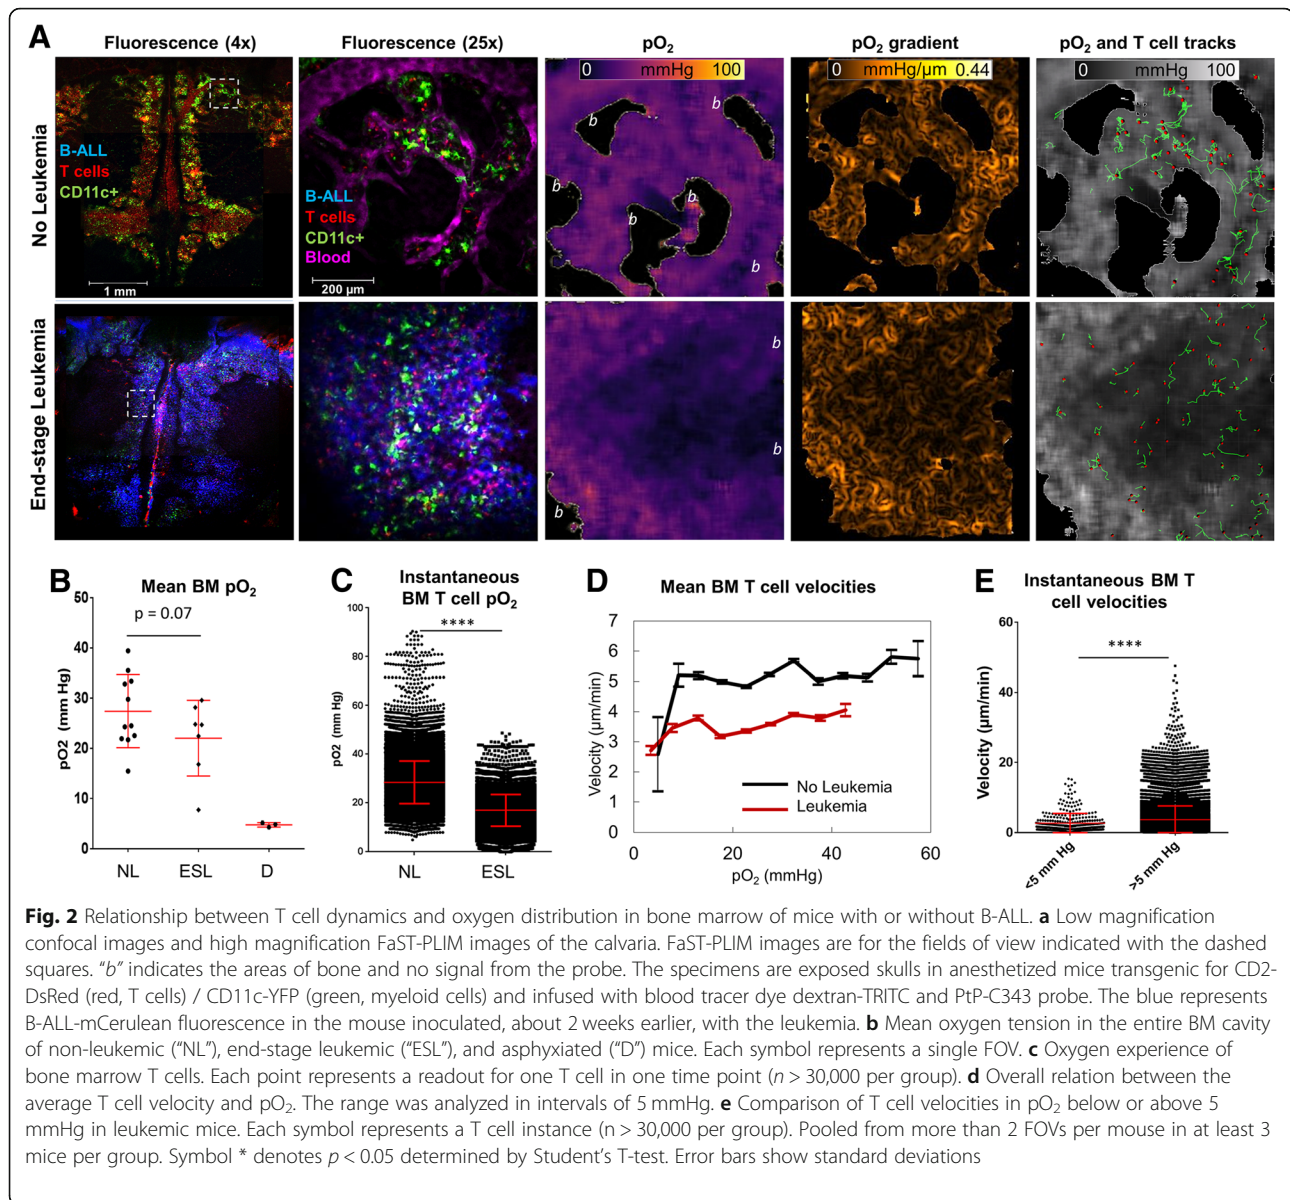 A
Fluorescence (4x)
Fluorescence (25x)
pO2
pO2 gradient
pO2 and T cell tracks
No Leukemia
B-ALL
T cells
CD11c+
1 mm
B-ALL
T cells
CD11c+
Blood
200 µm
0 mmHg 100
b
b
b
b
b
b
0 mmHg/µm 0.44
0 mmHg 100
End-stage Leukemia
b
b
b
B
Mean BM pO2
p = 0.07
pO2 (mm Hg)
50
40
30
20
10
0
NL ESL D
C
Instantaneous
BM T cell pO2
****
pO2 (mm Hg)
100
80
60
40
20
0
NL ESL
D
Mean BM T cell velocities
Velocity (µm/min)
7
6
5
4
3
2
1
0
No Leukemia
Leukemia
0 20 40 60
pO2 (mmHg)
E
Instantaneous BM T
cell velocities
****
Velocity (µm/min)
60
40
20
0
<5 mm Hg
>5 mm Hg
Fig. 2 Relationship between T cell dynamics and oxygen distribution in bone marrow of mice with or without B-ALL. a Low magnification
confocal images and high magnification FaST-PLIM images of the calvaria. FaST-PLIM images are for the fields of view indicated with the dashed
squares. “b” indicates the areas of bone and no signal from the probe. The specimens are exposed skulls in anesthetized mice transgenic for CD2-
DsRed (red, T cells) / CD11c-YFP (green, myeloid cells) and infused with blood tracer dye dextran-TRITC and PtP-C343 probe. The blue represents
B-ALL-mCerulean fluorescence in the mouse inoculated, about 2 weeks earlier, with the leukemia. b Mean oxygen tension in the entire BM cavity
of non-leukemic (“NL”), end-stage leukemic (“ESL”), and asphyxiated (“D”) mice. Each symbol represents a single FOV. c Oxygen experience of
bone marrow T cells. Each point represents a readout for one T cell in one time point (n > 30,000 per group). d Overall relation between the
average T cell velocity and pO2. The range was analyzed in intervals of 5 mmHg. e Comparison of T cell velocities in pO2 below or above 5
mmHg in leukemic mice. Each symbol represents a T cell instance (n > 30,000 per group). Pooled from more than 2 FOVs per mouse in at least 3
mice per group. Symbol * denotes p < 0.05 determined by Student’s T-test. Error bars show standard deviations